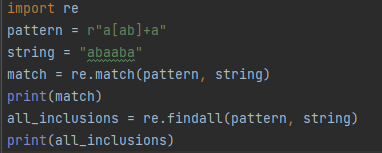 import re
pattern = r"a[ab]+a"
string = "abaaba"
match = re.match(pattern, string)
print(match)
all_inclusions = re.findall(pattern, string)
print(all_inclusions)